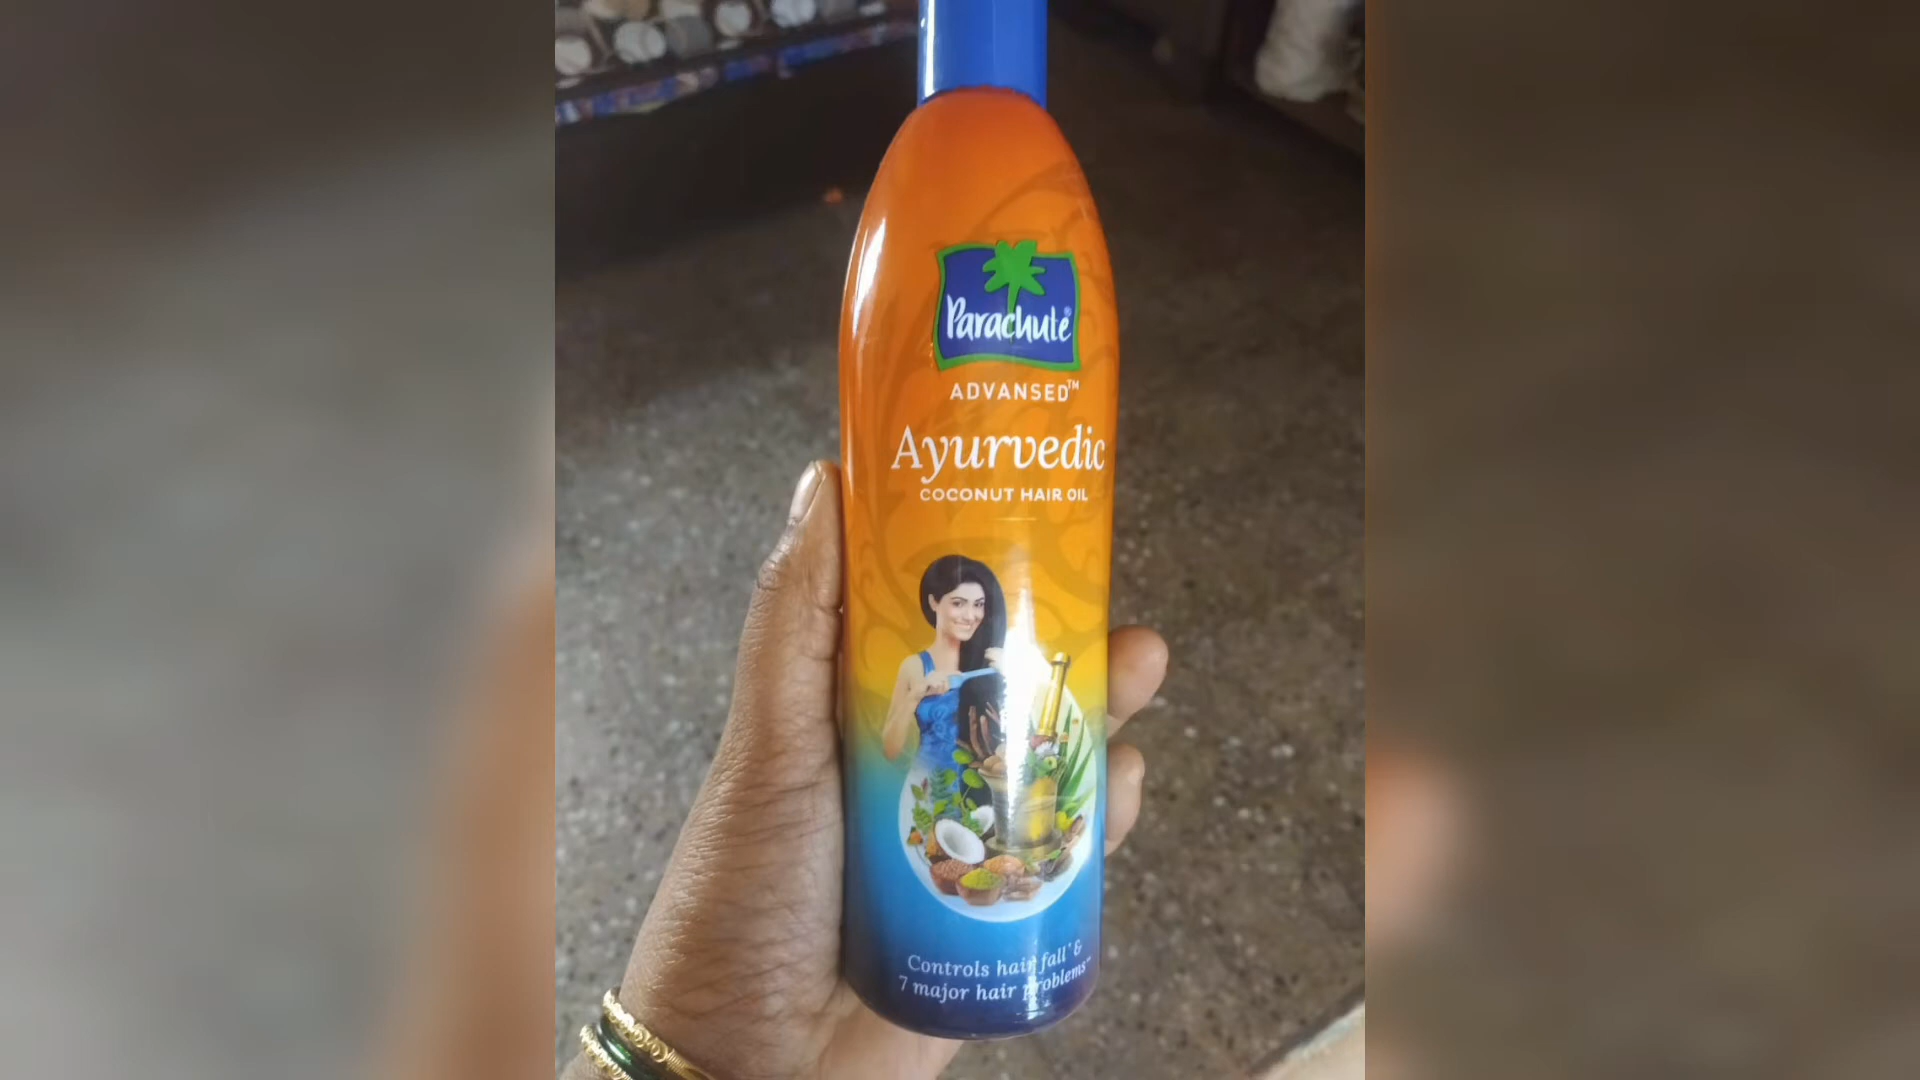 Parachute®
ADVANSED™
Ayurvedic
COCONUT HAIR OIL
Controls hair fall* &
7 major hair problems**